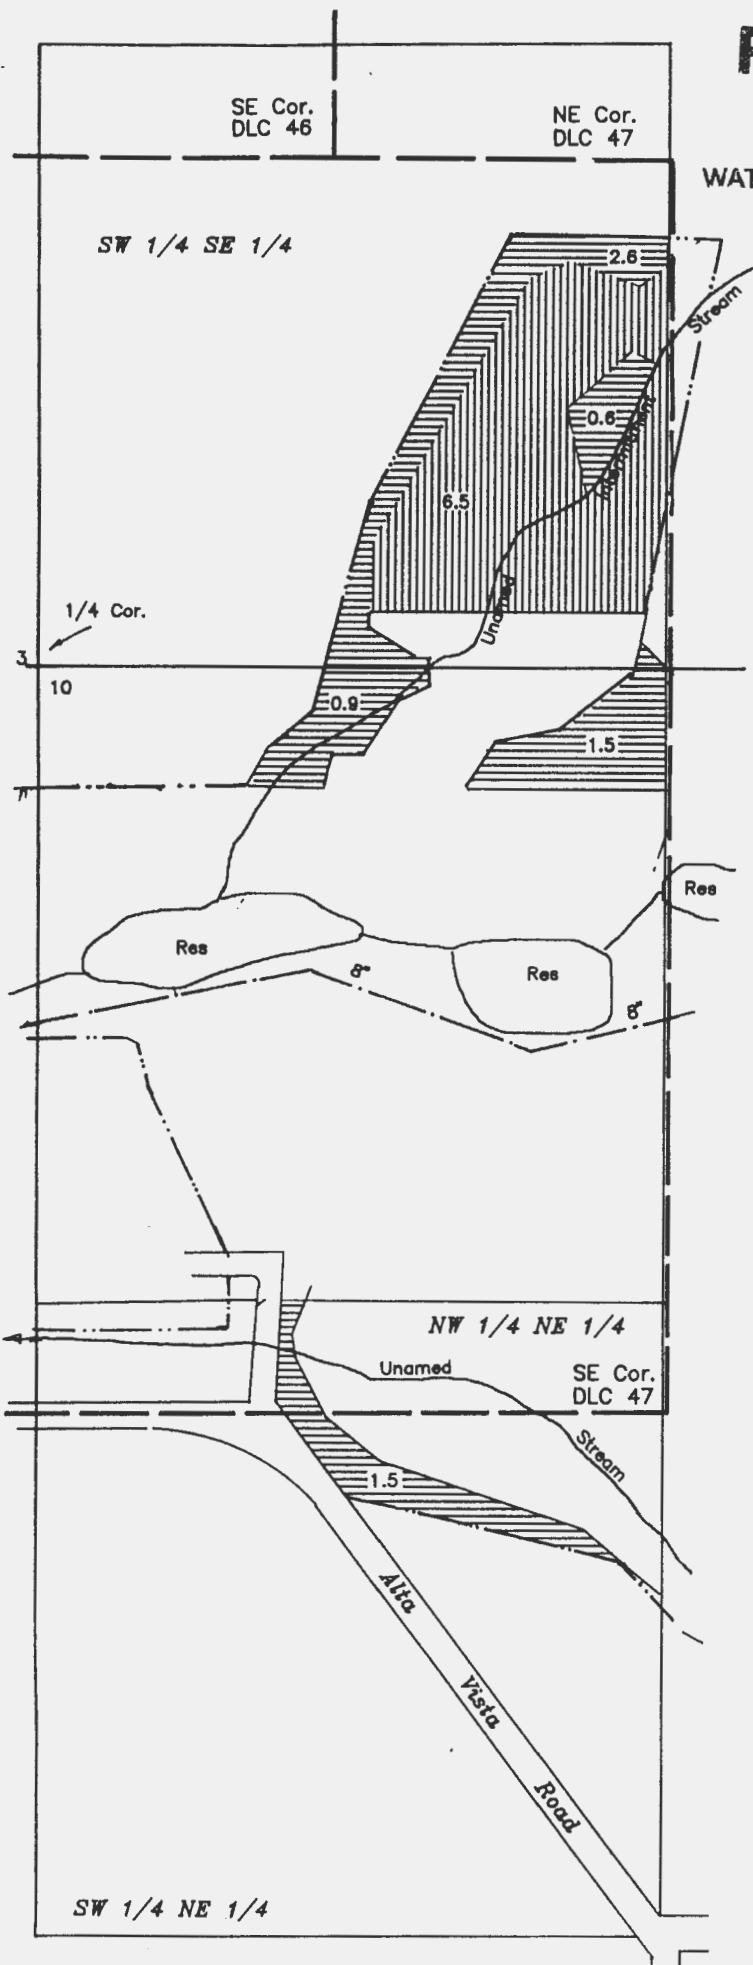 SE Cor.
DLC 46
NE Cor.
DLC 47
WAT
SW 1/4 SE 1/4
2.6
Stream
0.6
Intermittent
6.5
Unamed
1/4 Cor.
3
10
0.9
1.5
Res
Res
Res
8"
8"
NW 1/4 NE 1/4
Unamed
SE Cor.
DLC 47
Stream
1.5
Alta
Vista
Road
SW 1/4 NE 1/4